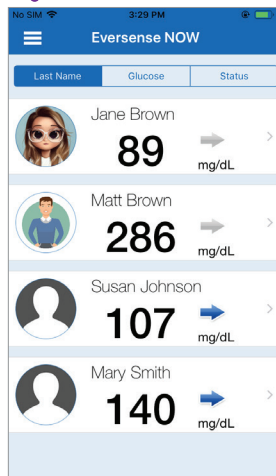 No SIM 3:29 PM
Eversense NOW
Last Name Glucose Status
Jane Brown
89
mg/dL
Matt Brown
286
mg/dL
Susan Johnson
107
mg/dL
Mary Smith
140
mg/dL